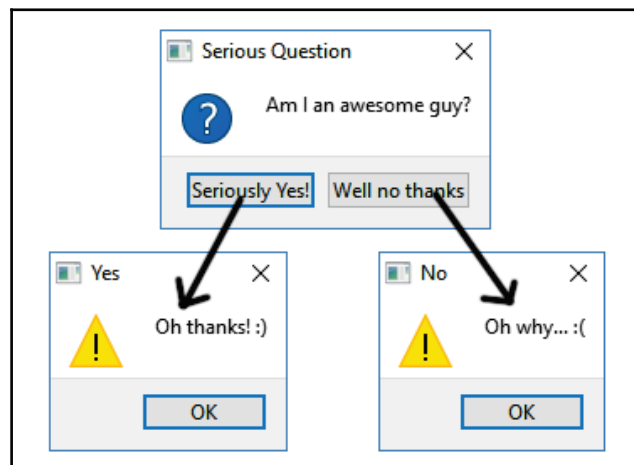 Serious Question
Am I an awesome guy?
Seriously Yes!
Well no thanks
Yes
Oh thanks! :)
OK
No
Oh why... :(
OK